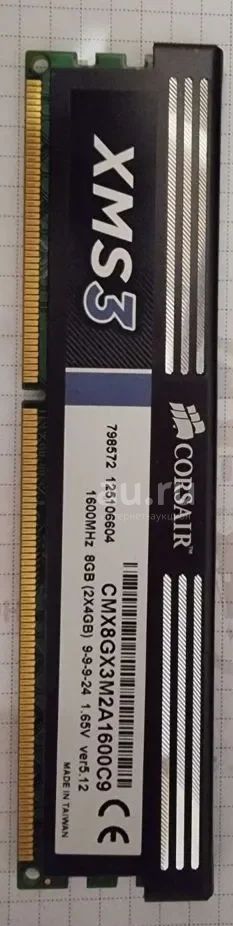 XMS3
CORSAIR™
798572 125106604
CMX8GX3M2A1600C9
1600MHz 8GB (2X4GB) 9-9-9-24 1.65V ver5.12
CE
MADE IN TAIWAN